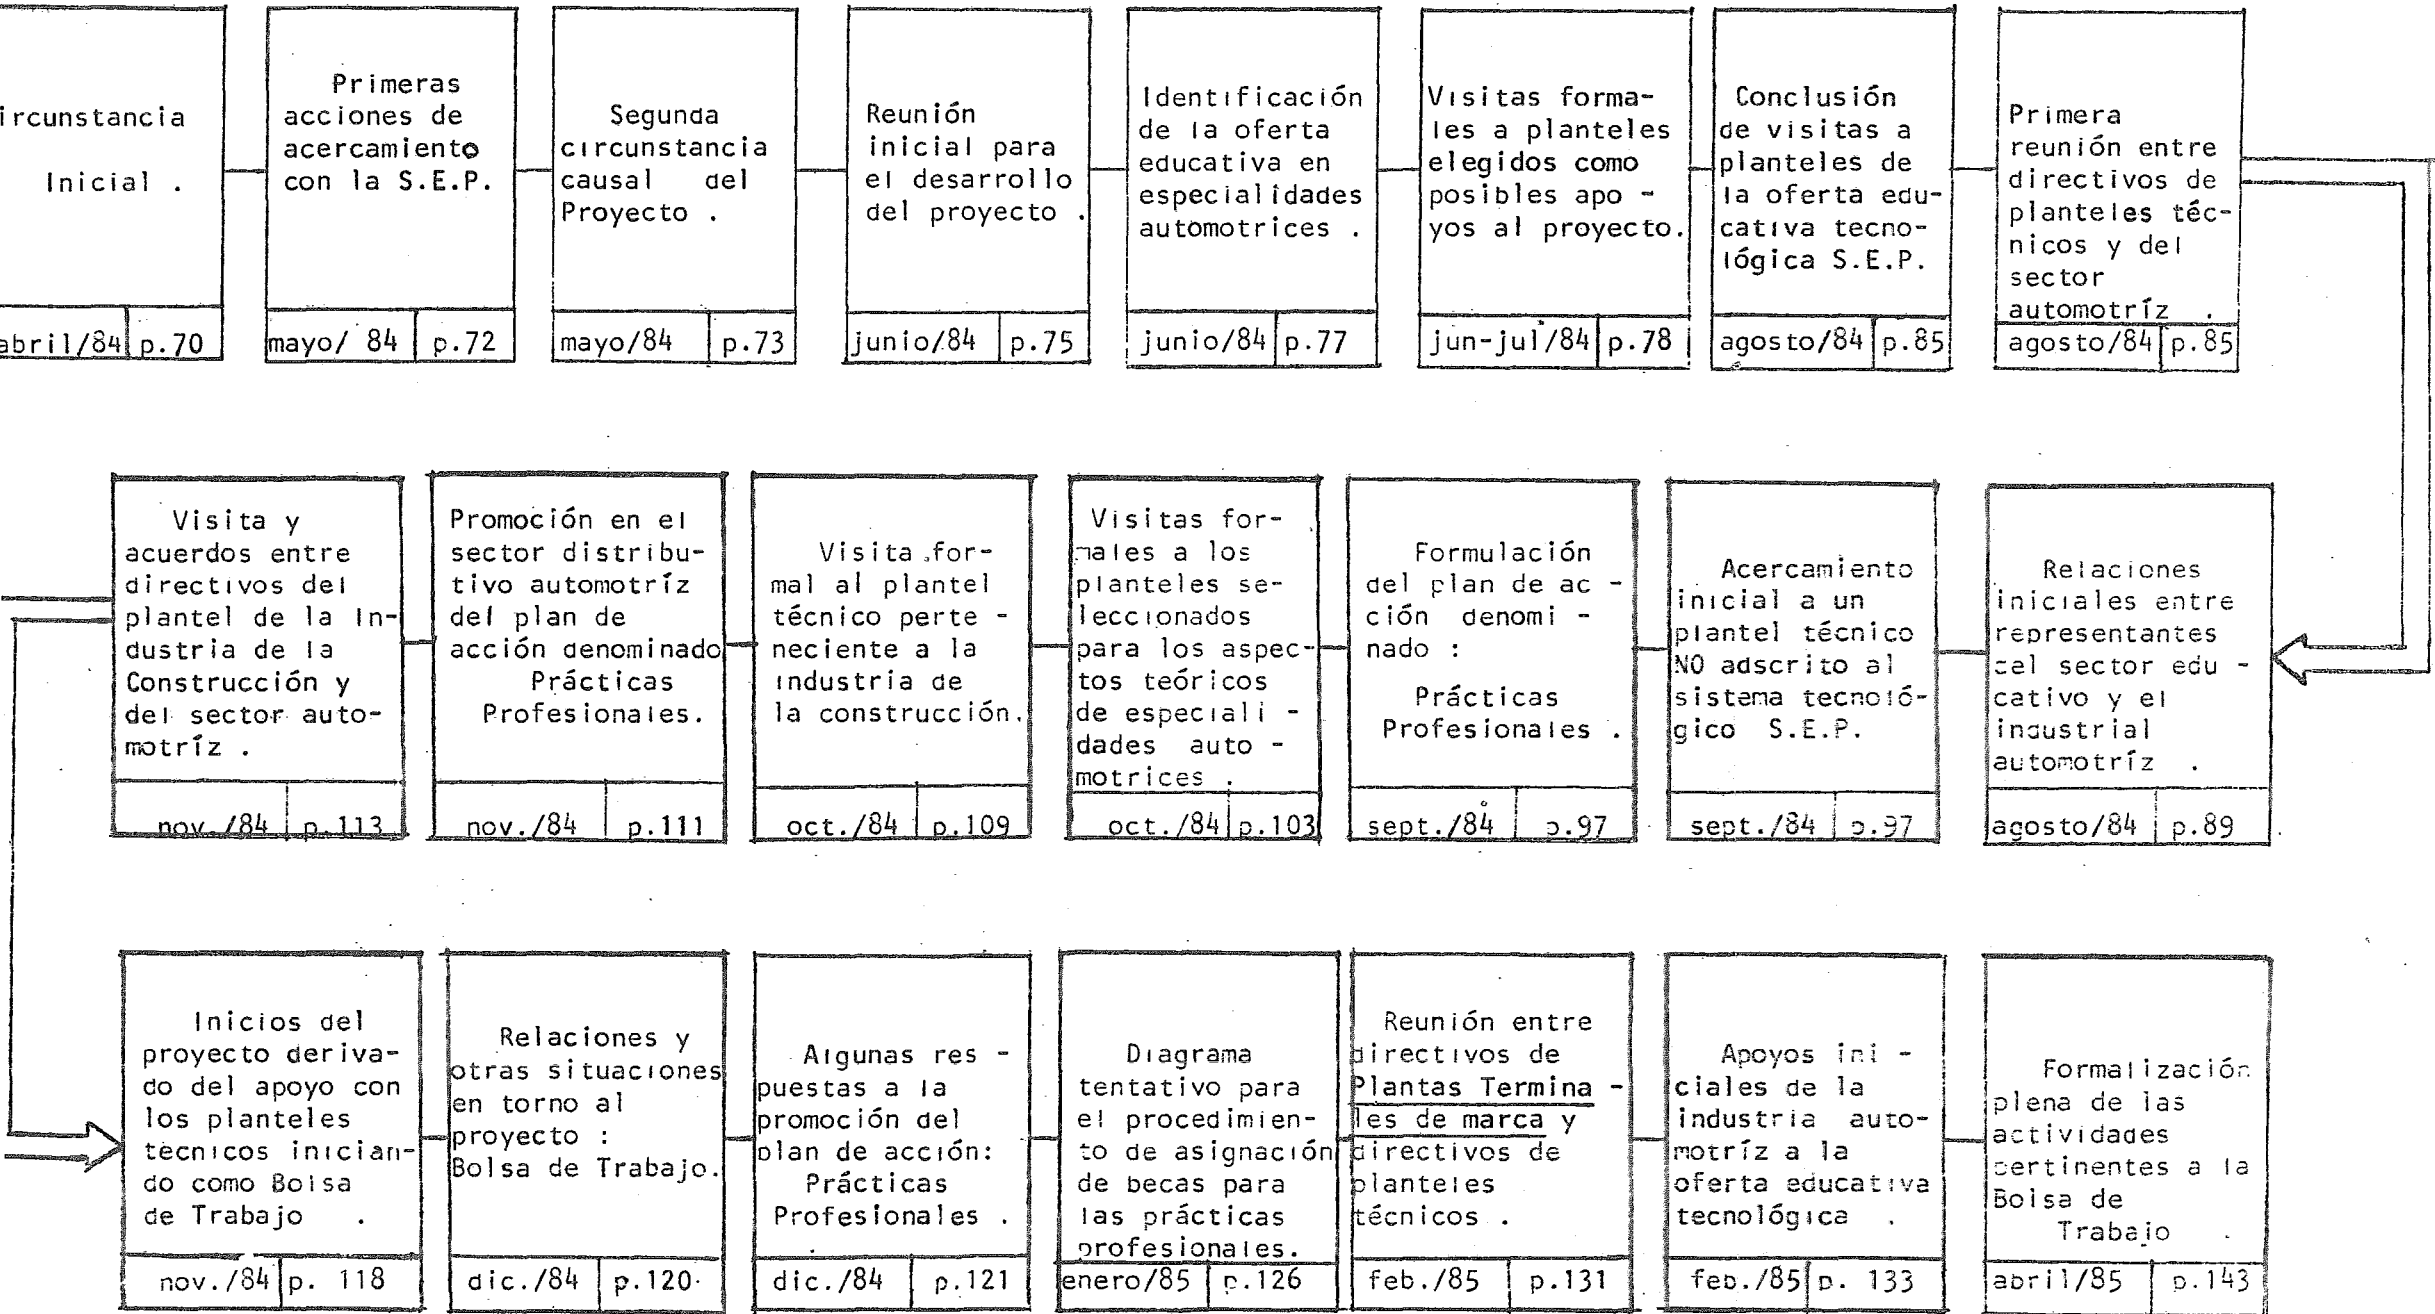 ircunstancia
Inicial .
abril/84 p.70
Primeras
acciones de
acercamiento
con la S.E.P.
mayo/ 84 p.72
Segunda
circunstancia
causal del
Proyecto .
mayo/84 p.73
Reunión
inicial para
el desarrollo
del proyecto .
junio/84 p.75
Identificación
de la oferta
educativa en
especialidades
automotrices .
junio/84 p.77
Visitas forma-
les a planteles
elegidos como
posibles apo -
yos al proyecto.
jun-jul/84 p.78
Conclusión
de visitas a
planteles de
la oferta edu-
cativa tecno-
lógica S.E.P.
agosto/84 p.85
Primera
reunión entre
directivos de
planteles téc-
nicos y del
sector
automotríz .
agosto/84 p.85
Relaciones
iniciales entre
representantes
del sector edu -
cativo y el
industrial
automotríz .
agosto/84 p.89
Acercamiento
inicial a un
plantel técnico
NO adscrito al
sistema tecnoló-
gico S.E.P.
sept./84 p.97
Formulación
del plan de ac -
ción denomi -
nado :
Prácticas
Profesionales .
sept./84 p.97
Visitas for-
males a los
planteles se-
leccionados
para los aspec-
tos teóricos
de especiali -
dades auto -
motrices .
oct./84 p.103
Visita for-
mal al plantel
técnico perte -
neciente a la
industria de
la construcción.
oct./84 p.109
Promoción en el
sector distribu-
tivo automotríz
del plan de
acción denominado
Prácticas
Profesionales.
nov./84 p.111
Visita y
acuerdos entre
directivos del
plantel de la In-
dustria de la
Construcción y
del sector auto-
motríz .
nov./84 p.113
Inicios del
proyecto deriva-
do del apoyo con
los planteles
técnicos inician-
do como Bolsa
de Trabajo .
nov./84 p. 118
Relaciones y
otras situaciones
en torno al
proyecto :
Bolsa de Trabajo.
dic./84 p.120
Algunas res -
puestas a la
promoción del
plan de acción:
Prácticas
Profesionales .
dic./84 p.121
Diagrama
tentativo para
el procedimien-
to de asignación
de becas para
las prácticas
profesionales.
enero/85 p.126
Reunión entre
directivos de
Plantas Termina -
les de marca y
directivos de
planteles
técnicos .
feb./85 p.131
Apoyos ini -
ciales de la
industria auto-
motríz a la
oferta educativa
tecnológica .
feb./85 p. 133
Formalización
plena de las
actividades
pertinentes a la
Bolsa de
Trabajo .
abril/85 p.143